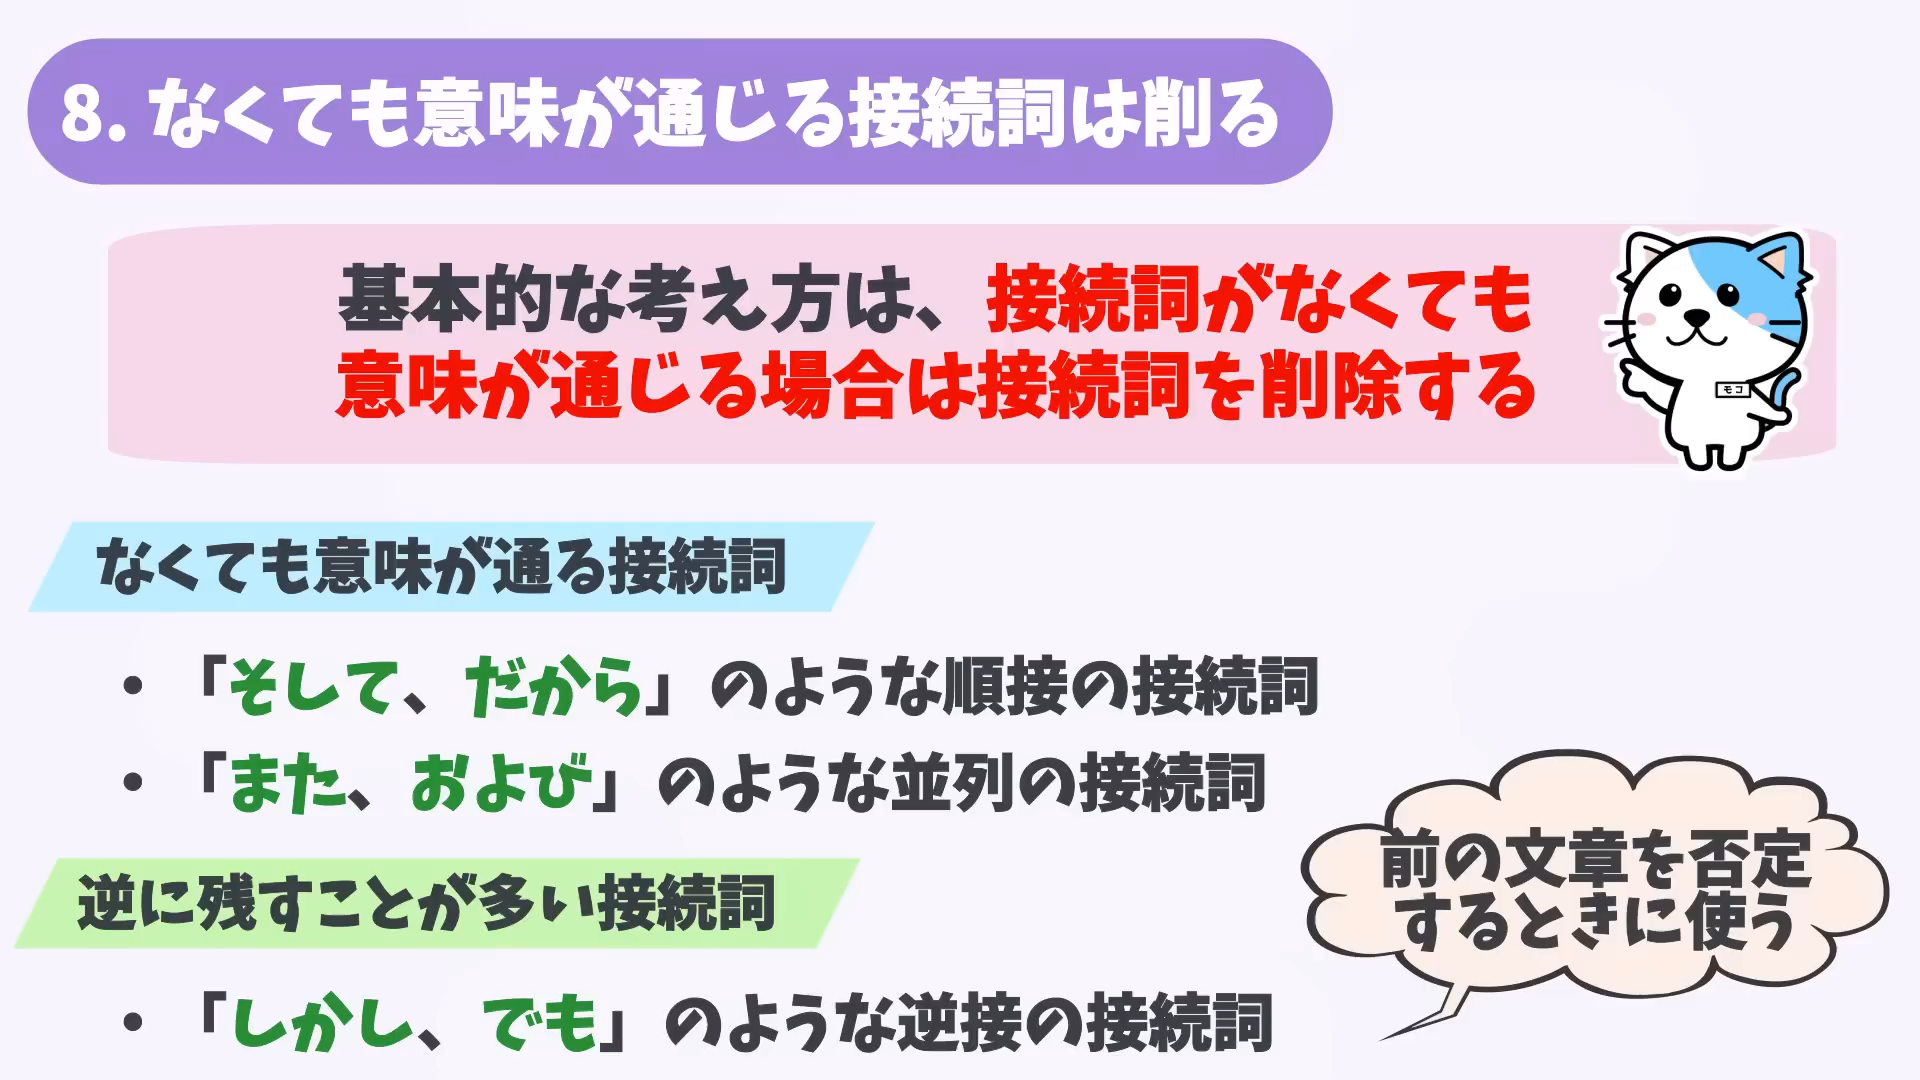 8. なくても意味が通じる接続詞は削る
基本的な考え方は、接続詞がなくても
意味が通じる場合は接続詞を削除する
モコ
なくても意味が通る接続詞
・「そして、だから」のような順接の接続詞
・「また、および」のような並列の接続詞
前の文章を否定
するときに使う
逆に残すことが多い接続詞
・「しかし、でも」のような逆接の接続詞